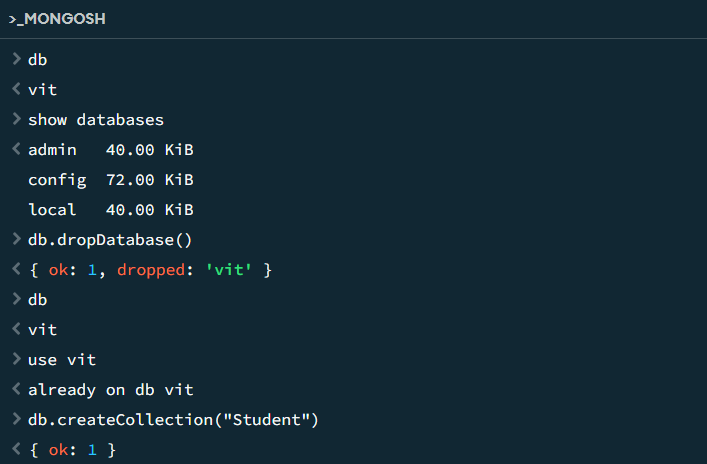 >_MONGOSH
> db
< vit
> show databases
< admin   40.00 KiB
config  72.00 KiB
local   40.00 KiB
> db.dropDatabase()
< { ok: 1, dropped: 'vit' }
> db
< vit
> use vit
< already on db vit
> db.createCollection("Student")
< { ok: 1 }